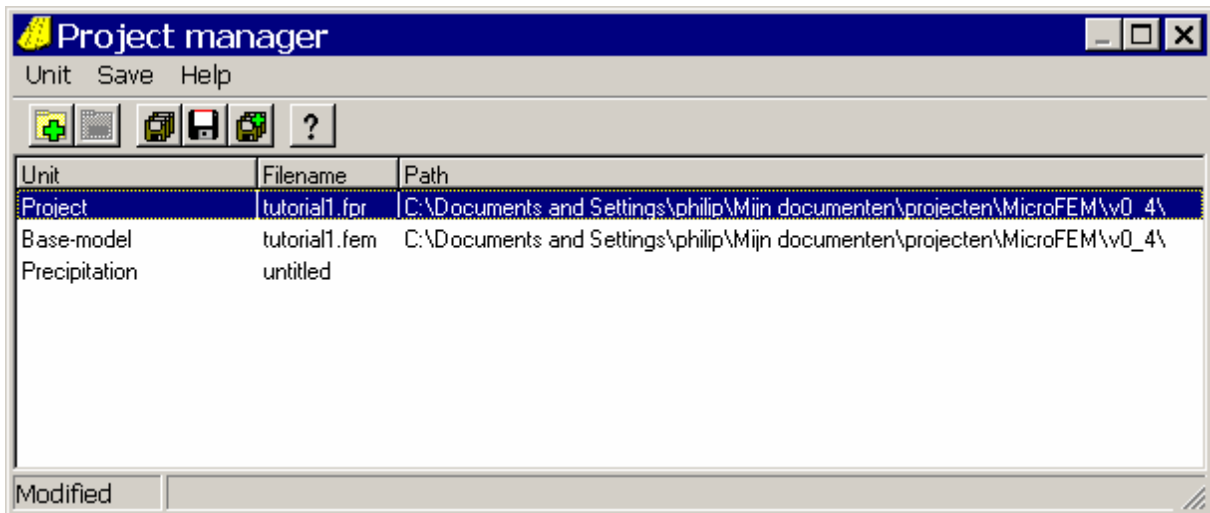 Project manager
Unit Save Help
?
Unit Filename Path
Project tutorial1.fpr C:\Documents and Settings\philip\Mijn documenten\projecten\MicroFEM\v0_4\
Base-model tutorial1.fem C:\Documents and Settings\philip\Mijn documenten\projecten\MicroFEM\v0_4\
Precipitation untitled
Modified